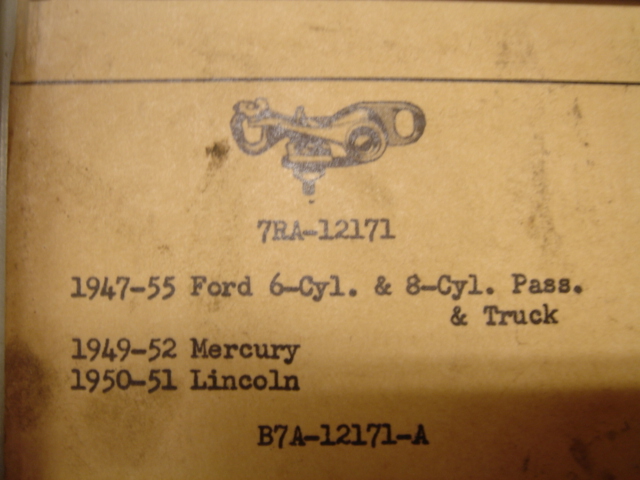 7RA-12171
1947-55 Ford 6-Cyl. & 8-Cyl. Pass.
& Truck
1949-52 Mercury
1950-51 Lincoln
B7A-12171-A